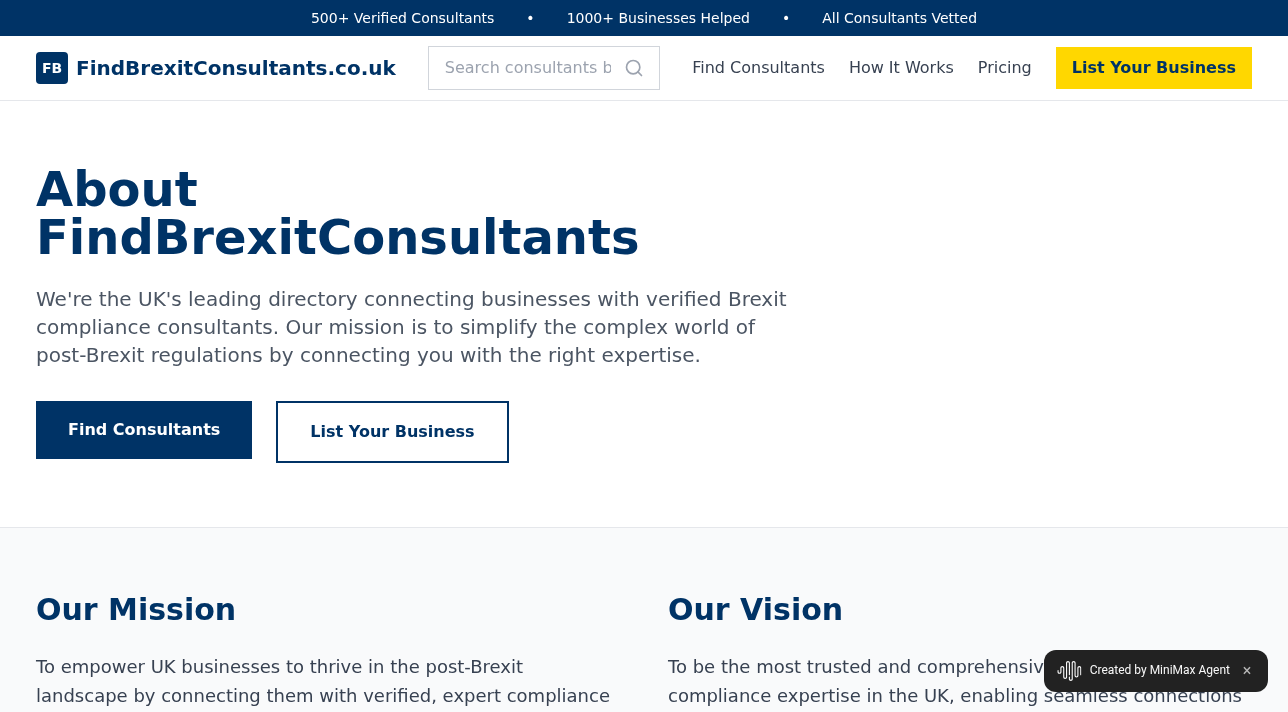 500+ Verified Consultants • 1000+ Businesses Helped • All Consultants Vetted
FB FindBrexitConsultants.co.uk Search consultants b Find Consultants How It Works Pricing List Your Business
About
FindBrexitConsultants
We're the UK's leading directory connecting businesses with verified Brexit
compliance consultants. Our mission is to simplify the complex world of
post-Brexit regulations by connecting you with the right expertise.
Find Consultants List Your Business
Our Mission
To empower UK businesses to thrive in the post-Brexit
landscape by connecting them with verified, expert compliance
Our Vision
To be the most trusted and comprehensiv
compliance expertise in the UK, enabling seamless connections
Created by MiniMax Agent ×